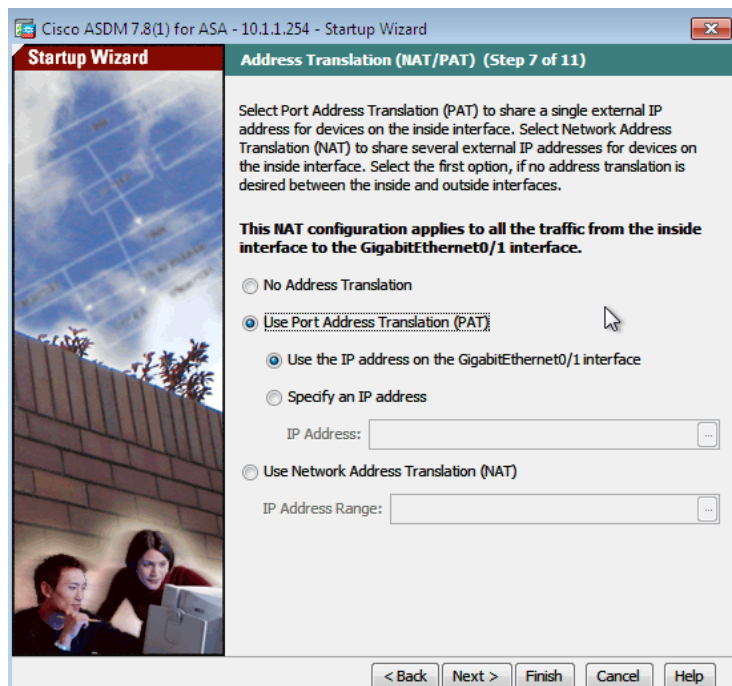 Cisco ASDM 7.8(1) for ASA - 10.1.1.254 - Startup Wizard
Startup Wizard
Address Translation (NAT/PAT) (Step 7 of 11)
Select Port Address Translation (PAT) to share a single external IP
address for devices on the inside interface. Select Network Address
Translation (NAT) to share several external IP addresses for devices on
the inside interface. Select the first option, if no address translation is
desired between the inside and outside interfaces.
This NAT configuration applies to all the traffic from the inside
interface to the GigabitEthernet0/1 interface.
No Address Translation
Use Port Address Translation (PAT)
Use the IP address on the GigabitEthernet0/1 interface
Specify an IP address
IP Address:
...
Use Network Address Translation (NAT)
IP Address Range:
...
< Back Next > Finish Cancel Help